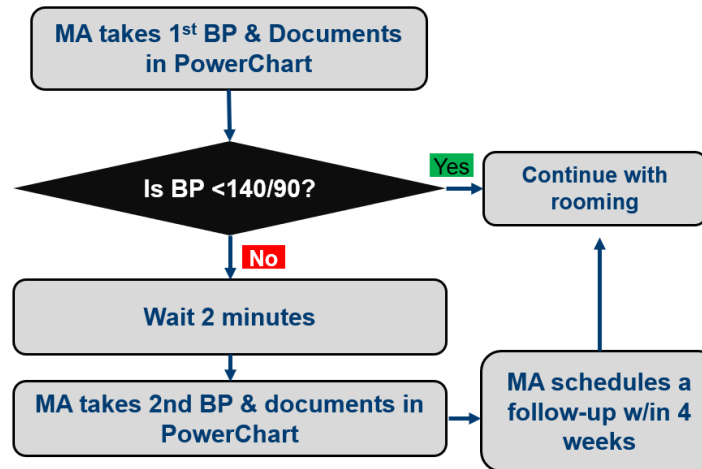 MA takes 1st BP & Documents
in PowerChart
Is BP <140/90?
Yes
Continue with
rooming
No
Wait 2 minutes
MA takes 2nd BP & documents in
PowerChart
MA schedules a
follow-up w/in 4
weeks